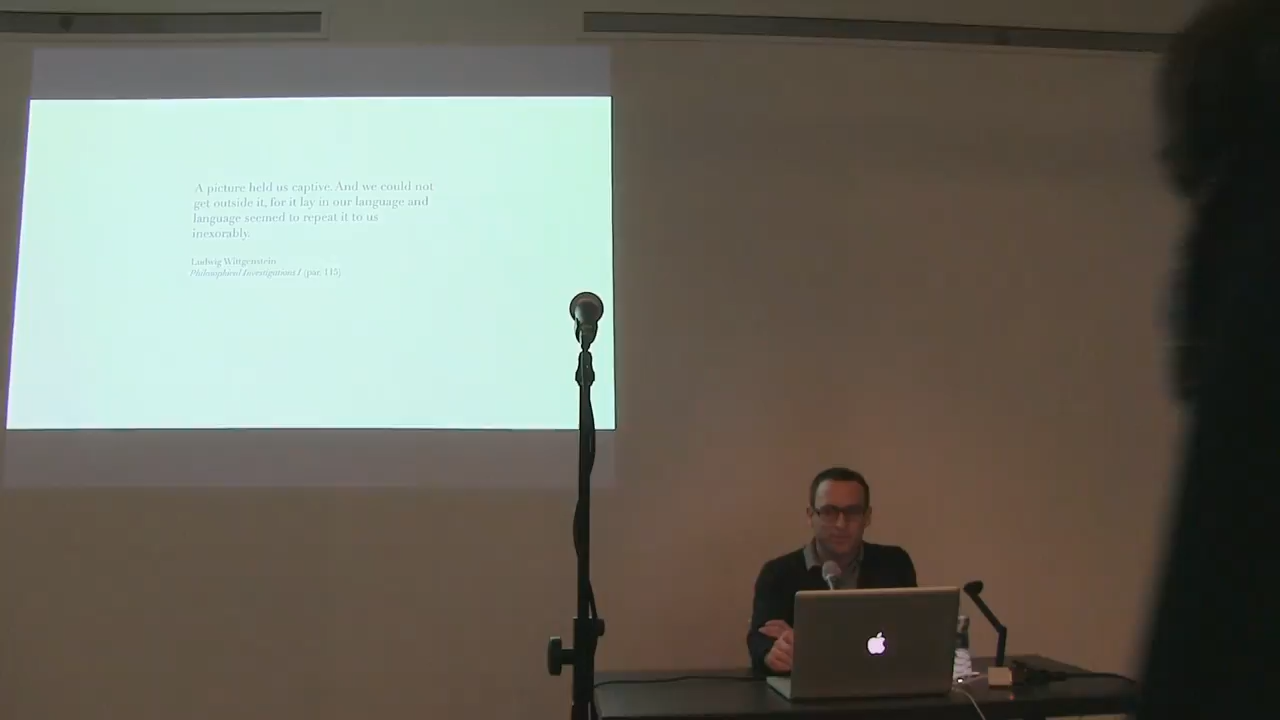 A picture held us captive. And we could not
get outside it, for it lay in our language and
language seemed to repeat it to us
inexorably.
Ludwig Wittgenstein
Philosophical Investigations I (par. 115)